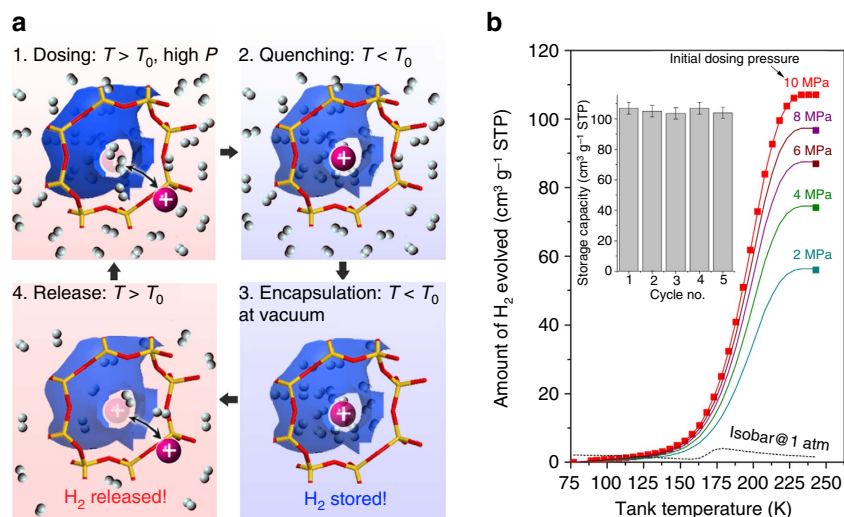 a
1. Dosing: T > T₀, high P
2. Quenching: T < T₀
+
+
4. Release: T > T₀
3. Encapsulation: T < T₀
at vacuum
+
+
+
H₂ released!
H₂ stored!
b
Amount of H₂ evolved (cm³ g⁻¹ STP)
120
100
80
60
40
20
0
75 100 125 150 175 200 225 250
Tank temperature (K)
Initial dosing pressure
10 MPa
8 MPa
6 MPa
4 MPa
2 MPa
Isobar@1 atm
Storage capacity (cm³ g⁻¹ STP)
100
80
60
40
20
0
1 2 3 4 5
Cycle no.